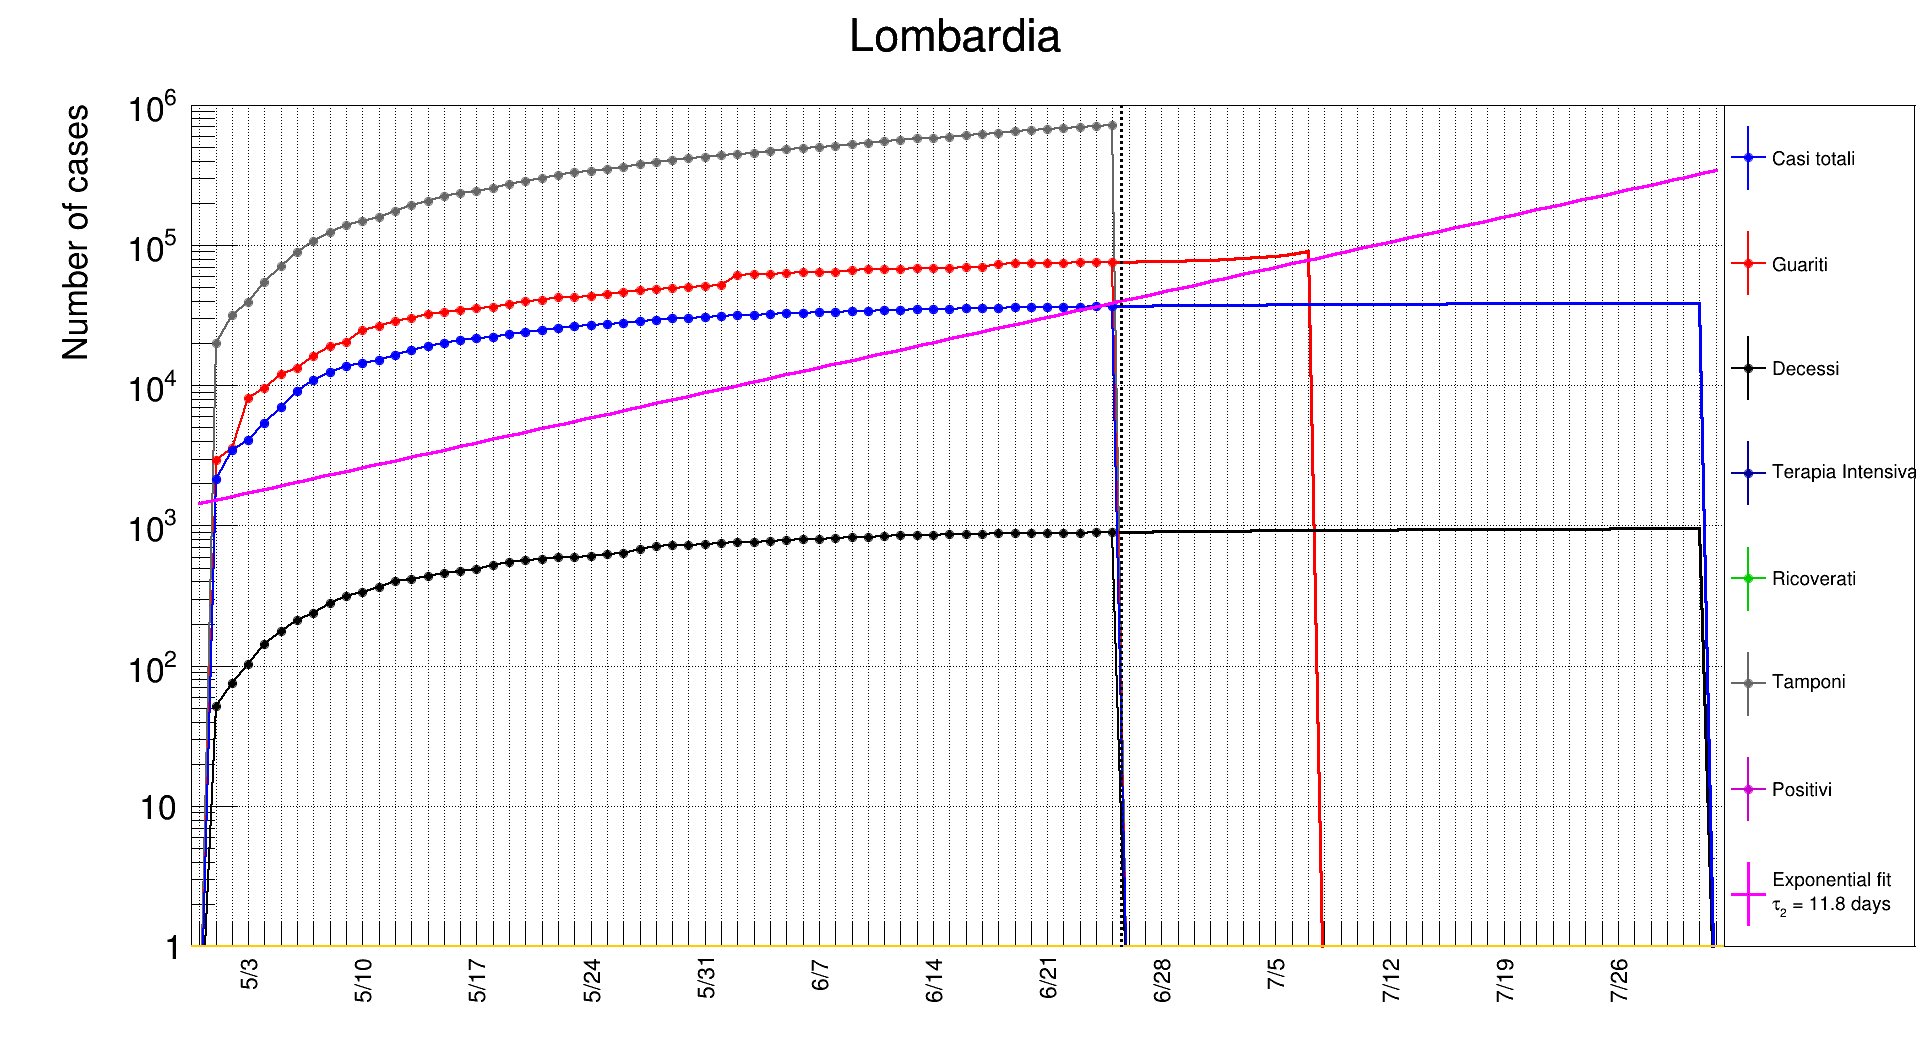 Lombardia
Number of cases
10^6
10^5
10^4
10^3
10^2
10
1
5/3
5/10
5/17
5/24
5/31
6/7
6/14
6/21
6/28
7/5
7/12
7/19
7/26
Casi totali
Guariti
Decessi
Terapia Intensiva
Ricoverati
Tamponi
Positivi
Exponential fit
τ₂ = 11.8 days